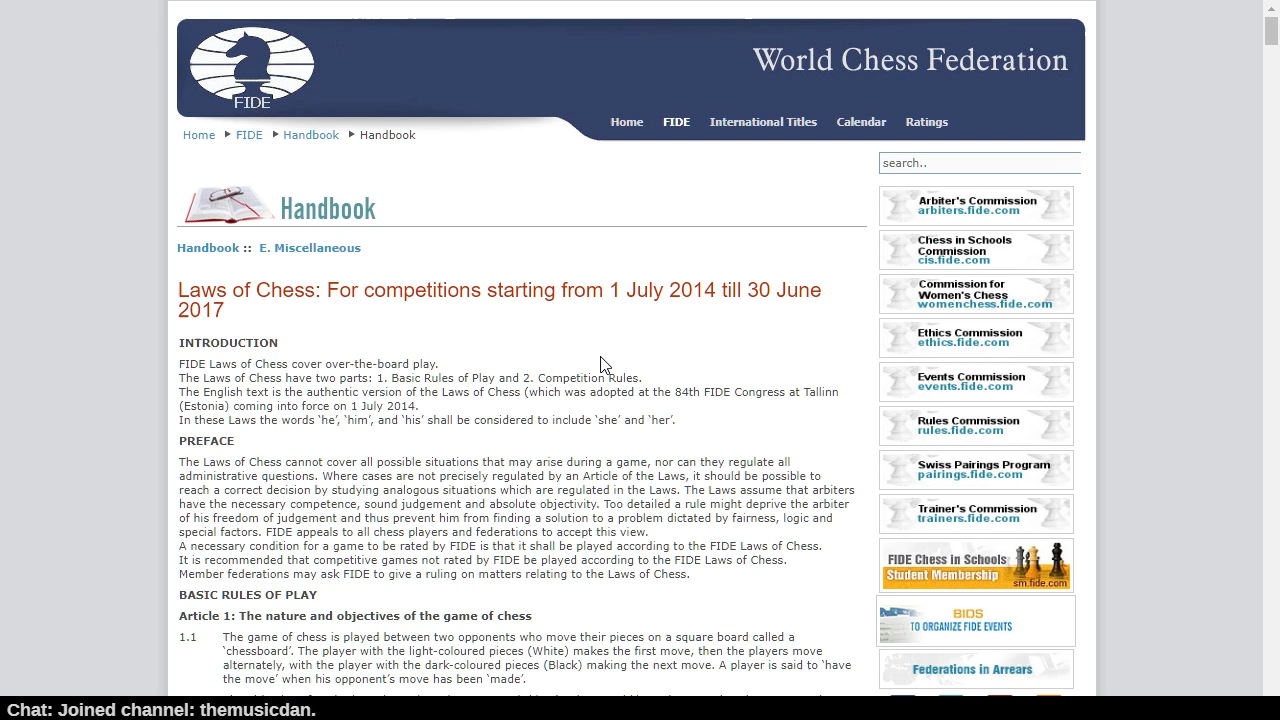 FIDE
World Chess Federation
Home FIDE International Titles Calendar Ratings
Home FIDE Handbook Handbook
search..
Handbook
Handbook :: E. Miscellaneous
Laws of Chess: For competitions starting from 1 July 2014 till 30 June
2017
INTRODUCTION
FIDE Laws of Chess cover over-the-board play.
The Laws of Chess have two parts: 1. Basic Rules of Play and 2. Competition Rules.
The English text is the authentic version of the Laws of Chess (which was adopted at the 84th FIDE Congress at Tallinn
(Estonia) coming into force on 1 July 2014.
In these Laws the words ‘he’, ‘him’, and ‘his’ shall be considered to include ‘she’ and ‘her’.
PREFACE
The Laws of Chess cannot cover all possible situations that may arise during a game, nor can they regulate all
administrative questions. Where cases are not precisely regulated by an Article of the Laws, it should be possible to
reach a correct decision by studying analogous situations which are regulated in the Laws. The Laws assume that arbiters
have the necessary competence, sound judgement and absolute objectivity. Too detailed a rule might deprive the arbiter
of his freedom of judgement and thus prevent him from finding a solution to a problem dictated by fairness, logic and
special factors. FIDE appeals to all chess players and federations to accept this view.
A necessary condition for a game to be rated by FIDE is that it shall be played according to the FIDE Laws of Chess.
It is recommended that competitive games not rated by FIDE be played according to the FIDE Laws of Chess.
Member federations may ask FIDE to give a ruling on matters relating to the Laws of Chess.
BASIC RULES OF PLAY
Article 1: The nature and objectives of the game of chess
1.1 The game of chess is played between two opponents who move their pieces on a square board called a
‘chessboard’. The player with the light-coloured pieces (White) makes the first move, then the players move
alternately, with the player with the dark-coloured pieces (Black) making the next move. A player is said to ‘have
the move’ when his opponent’s move has been ‘made’.
Arbiter's Commission
arbiters.fide.com
Chess in Schools
Commission
cis.fide.com
Commission for
Women's Chess
womenchess.fide.com
Ethics Commission
ethics.fide.com
Events Commission
events.fide.com
Rules Commission
rules.fide.com
Swiss Pairings Program
pairings.fide.com
Trainer's Commission
trainers.fide.com
FIDE Chess in Schools
Student Membership
sm.fide.com
BIDS
TO ORGANIZE FIDE EVENTS
Federations in Arrears
Chat: Joined channel: themusicdan.